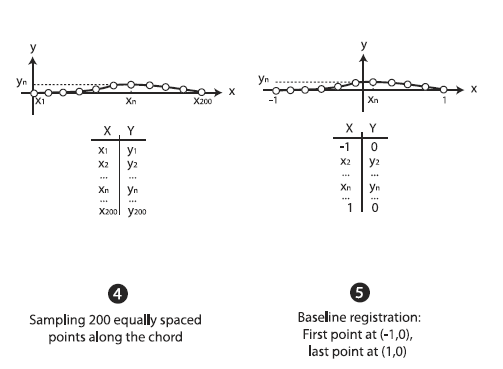 y
yn
x
x1 xn x200
X Y
x1 y1
x2 y2
... ...
xn yn
... ...
x200 y200
4
Sampling 200 equally spaced
points along the chord
y
yn
x
-1 xn 1
X Y
-1 0
x2 y2
... ...
xn yn
... ...
1 0
5
Baseline registration:
First point at (-1,0),
last point at (1,0)